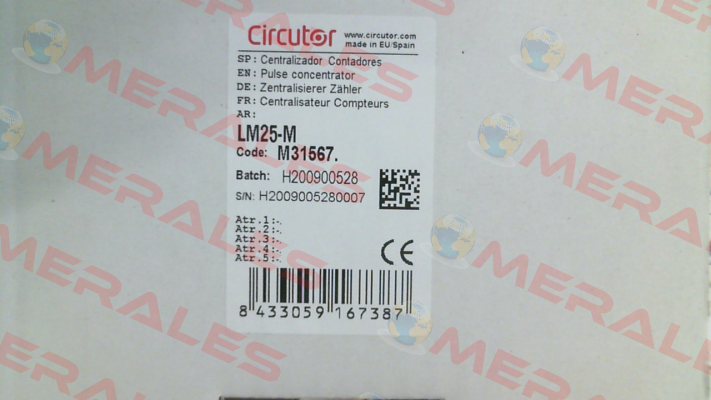 Circutor www.circutor.com
made in EU/Spain
SP: Centralizador Contadores
EN: Pulse concentrator
DE: Zentralisierer Zähler
FR: Centralisateur Compteurs
AR:
LM25-M
Code: M31567.
Batch: H200900528
S/N: H2009005280007
Atr.1:-.
Atr.2:-.
Atr.3:-.
Atr.4:-.
Atr.5:-.
CE
8 433059 167387
MERALES
MERALES
MERALES
MERALES
MERALES
MERALES